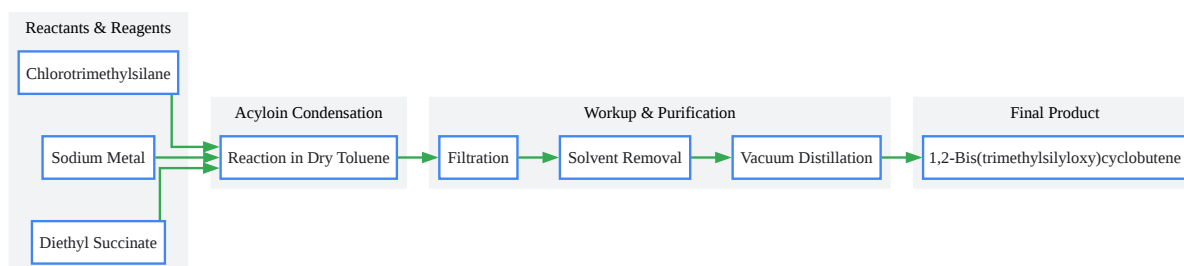 Reactants & Reagents
Chlorotrimethylsilane
Sodium Metal
Diethyl Succinate
Acyloin Condensation
Reaction in Dry Toluene
Workup & Purification
Filtration
Solvent Removal
Vacuum Distillation
Final Product
1,2-Bis(trimethylsilyloxy)cyclobutene